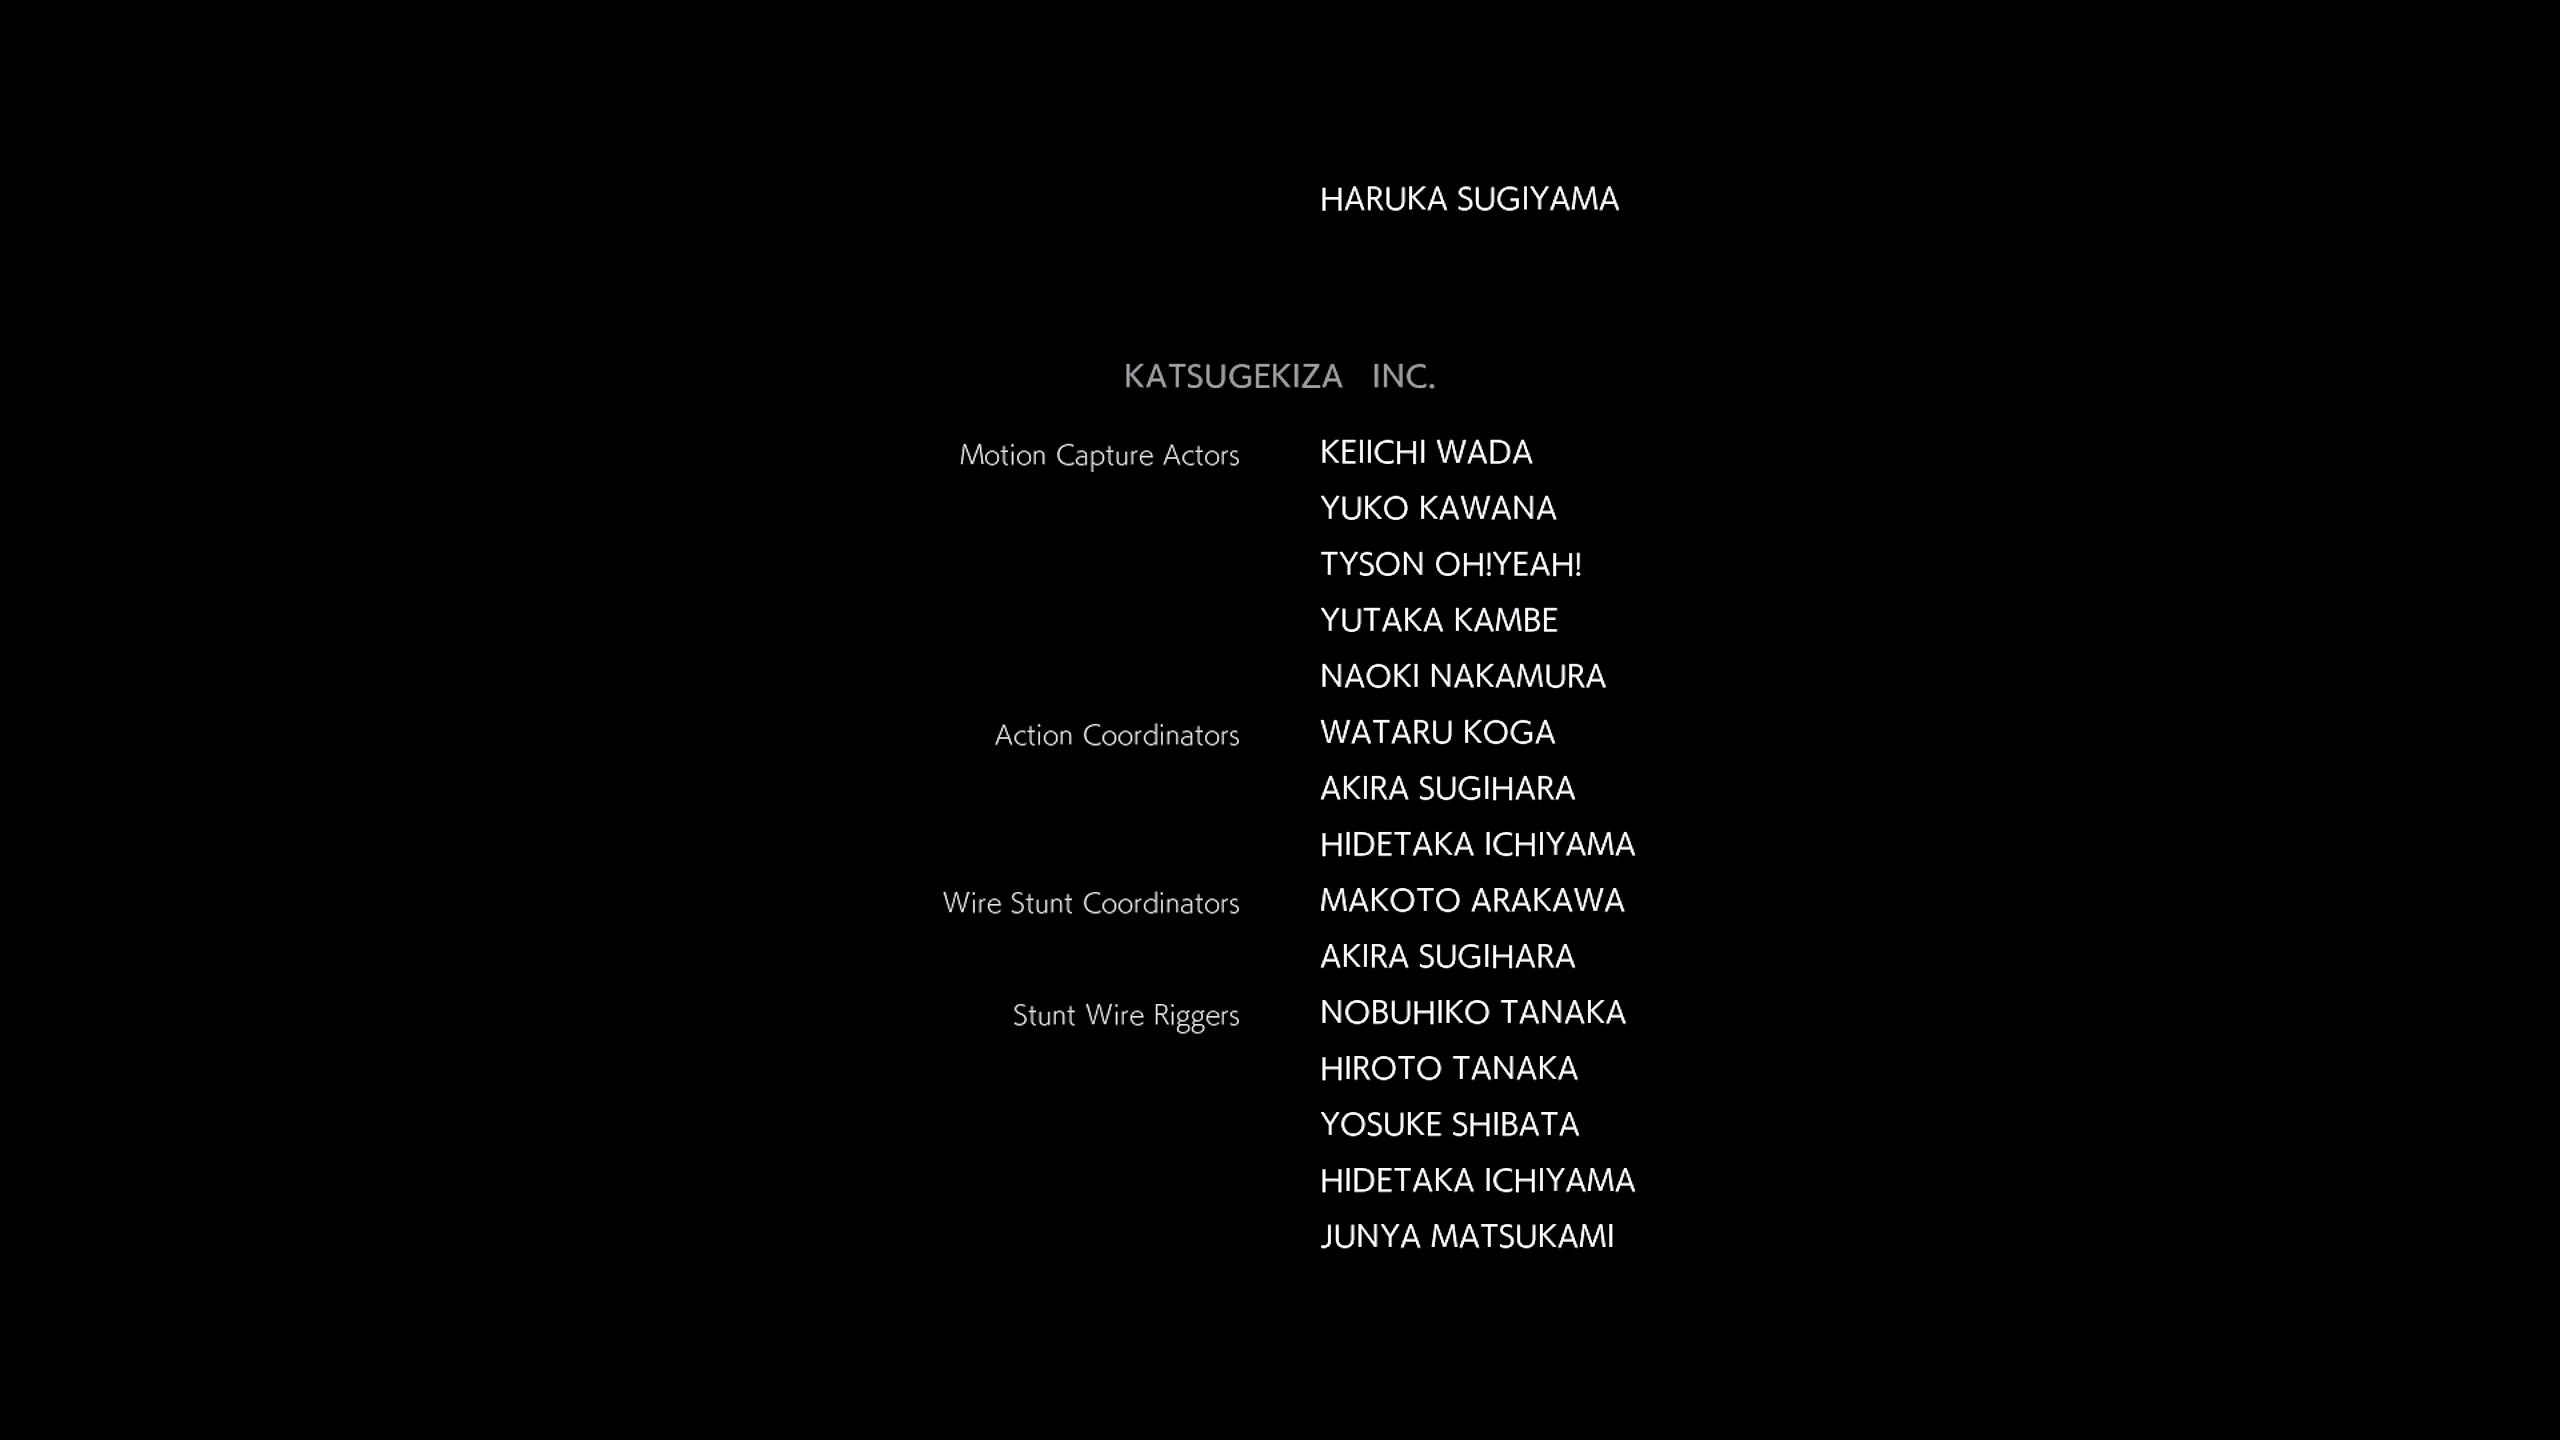 HARUKA SUGIYAMA
KATSUGEKIZA INC.
Motion Capture Actors KEIICHI WADA
YUKO KAWANA
TYSON OH!YEAH!
YUTAKA KAMBE
NAOKI NAKAMURA
Action Coordinators WATARU KOGA
AKIRA SUGIHARA
HIDETAKA ICHIYAMA
Wire Stunt Coordinators MAKOTO ARAKAWA
AKIRA SUGIHARA
Stunt Wire Riggers NOBUHIKO TANAKA
HIROTO TANAKA
YOSUKE SHIBATA
HIDETAKA ICHIYAMA
JUNYA MATSUKAMI